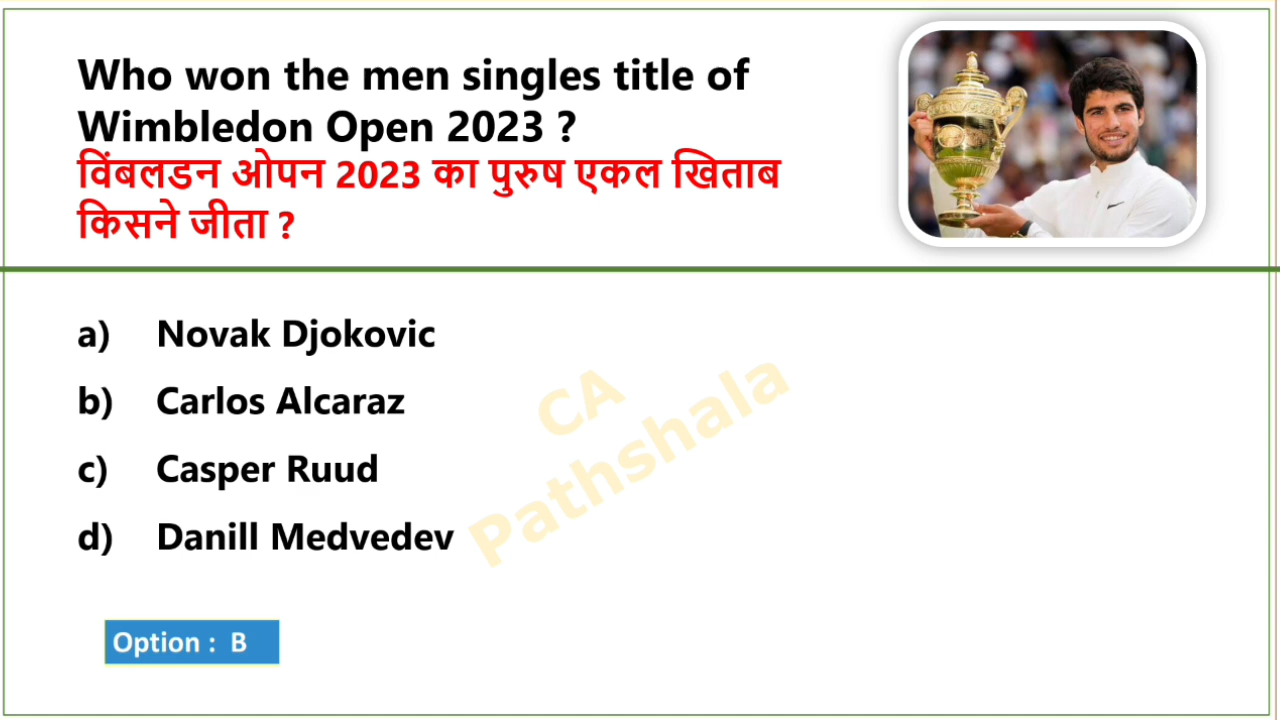 Who won the men singles title of
Wimbledon Open 2023 ?
विंबलडन ओपन 2023 का पुरुष एकल खिताब
किसने जीता ?
a) Novak Djokovic
b) Carlos Alcaraz
c) Casper Ruud
d) Danill Medvedev
CA
Pathshala
Option : B